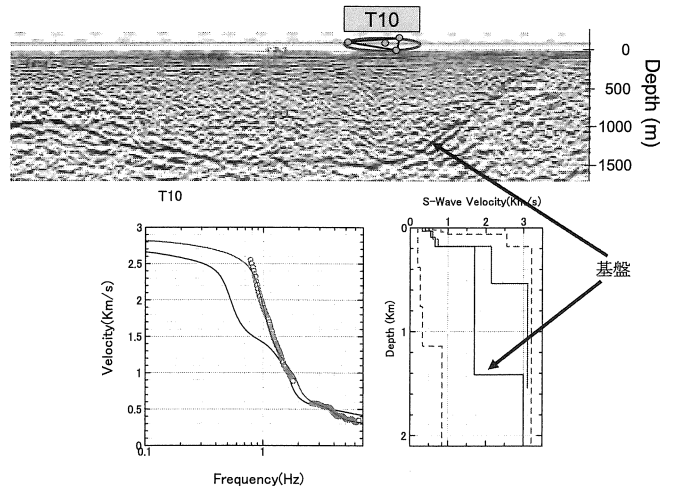 T10
0
500
1000
1500
Depth (m)
T10
S-Wave Velocity(Km/s)
3
2.5
2
1.5
1
0.5
0
Velocity(Km/s)
0.1
1
Frequency(Hz)
0
1
2
3
0
1
2
Depth (Km)
基盤